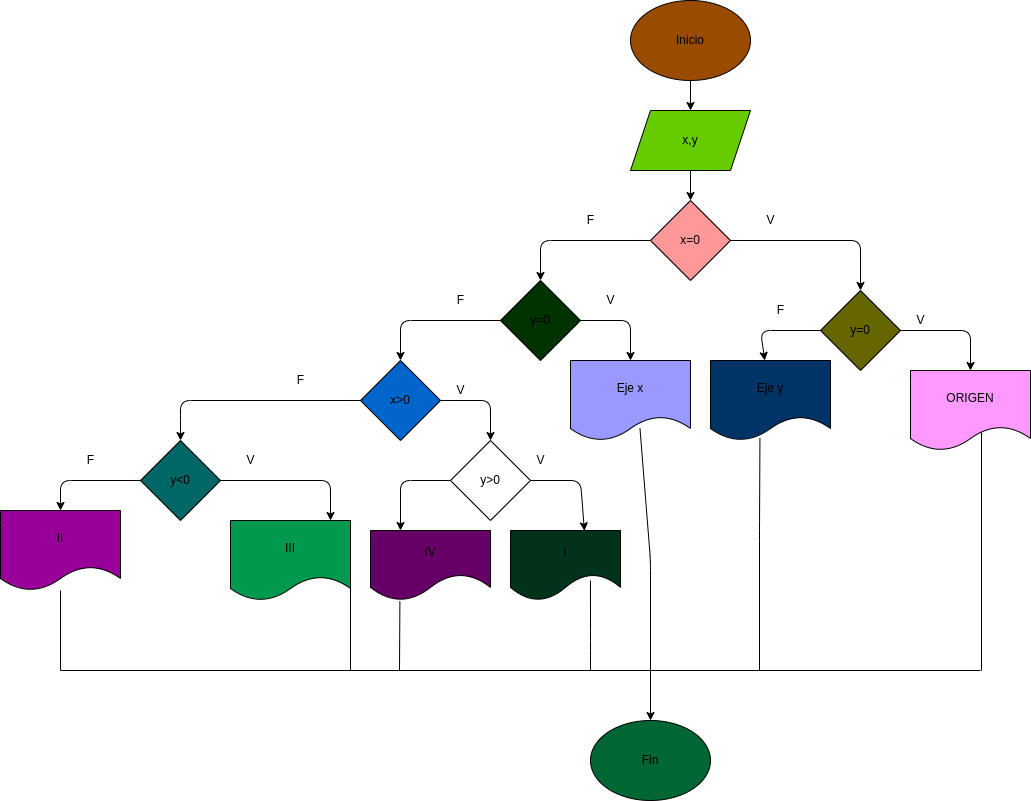 Inicio
x,y
F
V
x=0
F
V
y=0
F
V
y=0
F
V
x>0
Eje x
Eje y
ORIGEN
F
V
y<0
V
y>0
II
III
IV
I
Fin